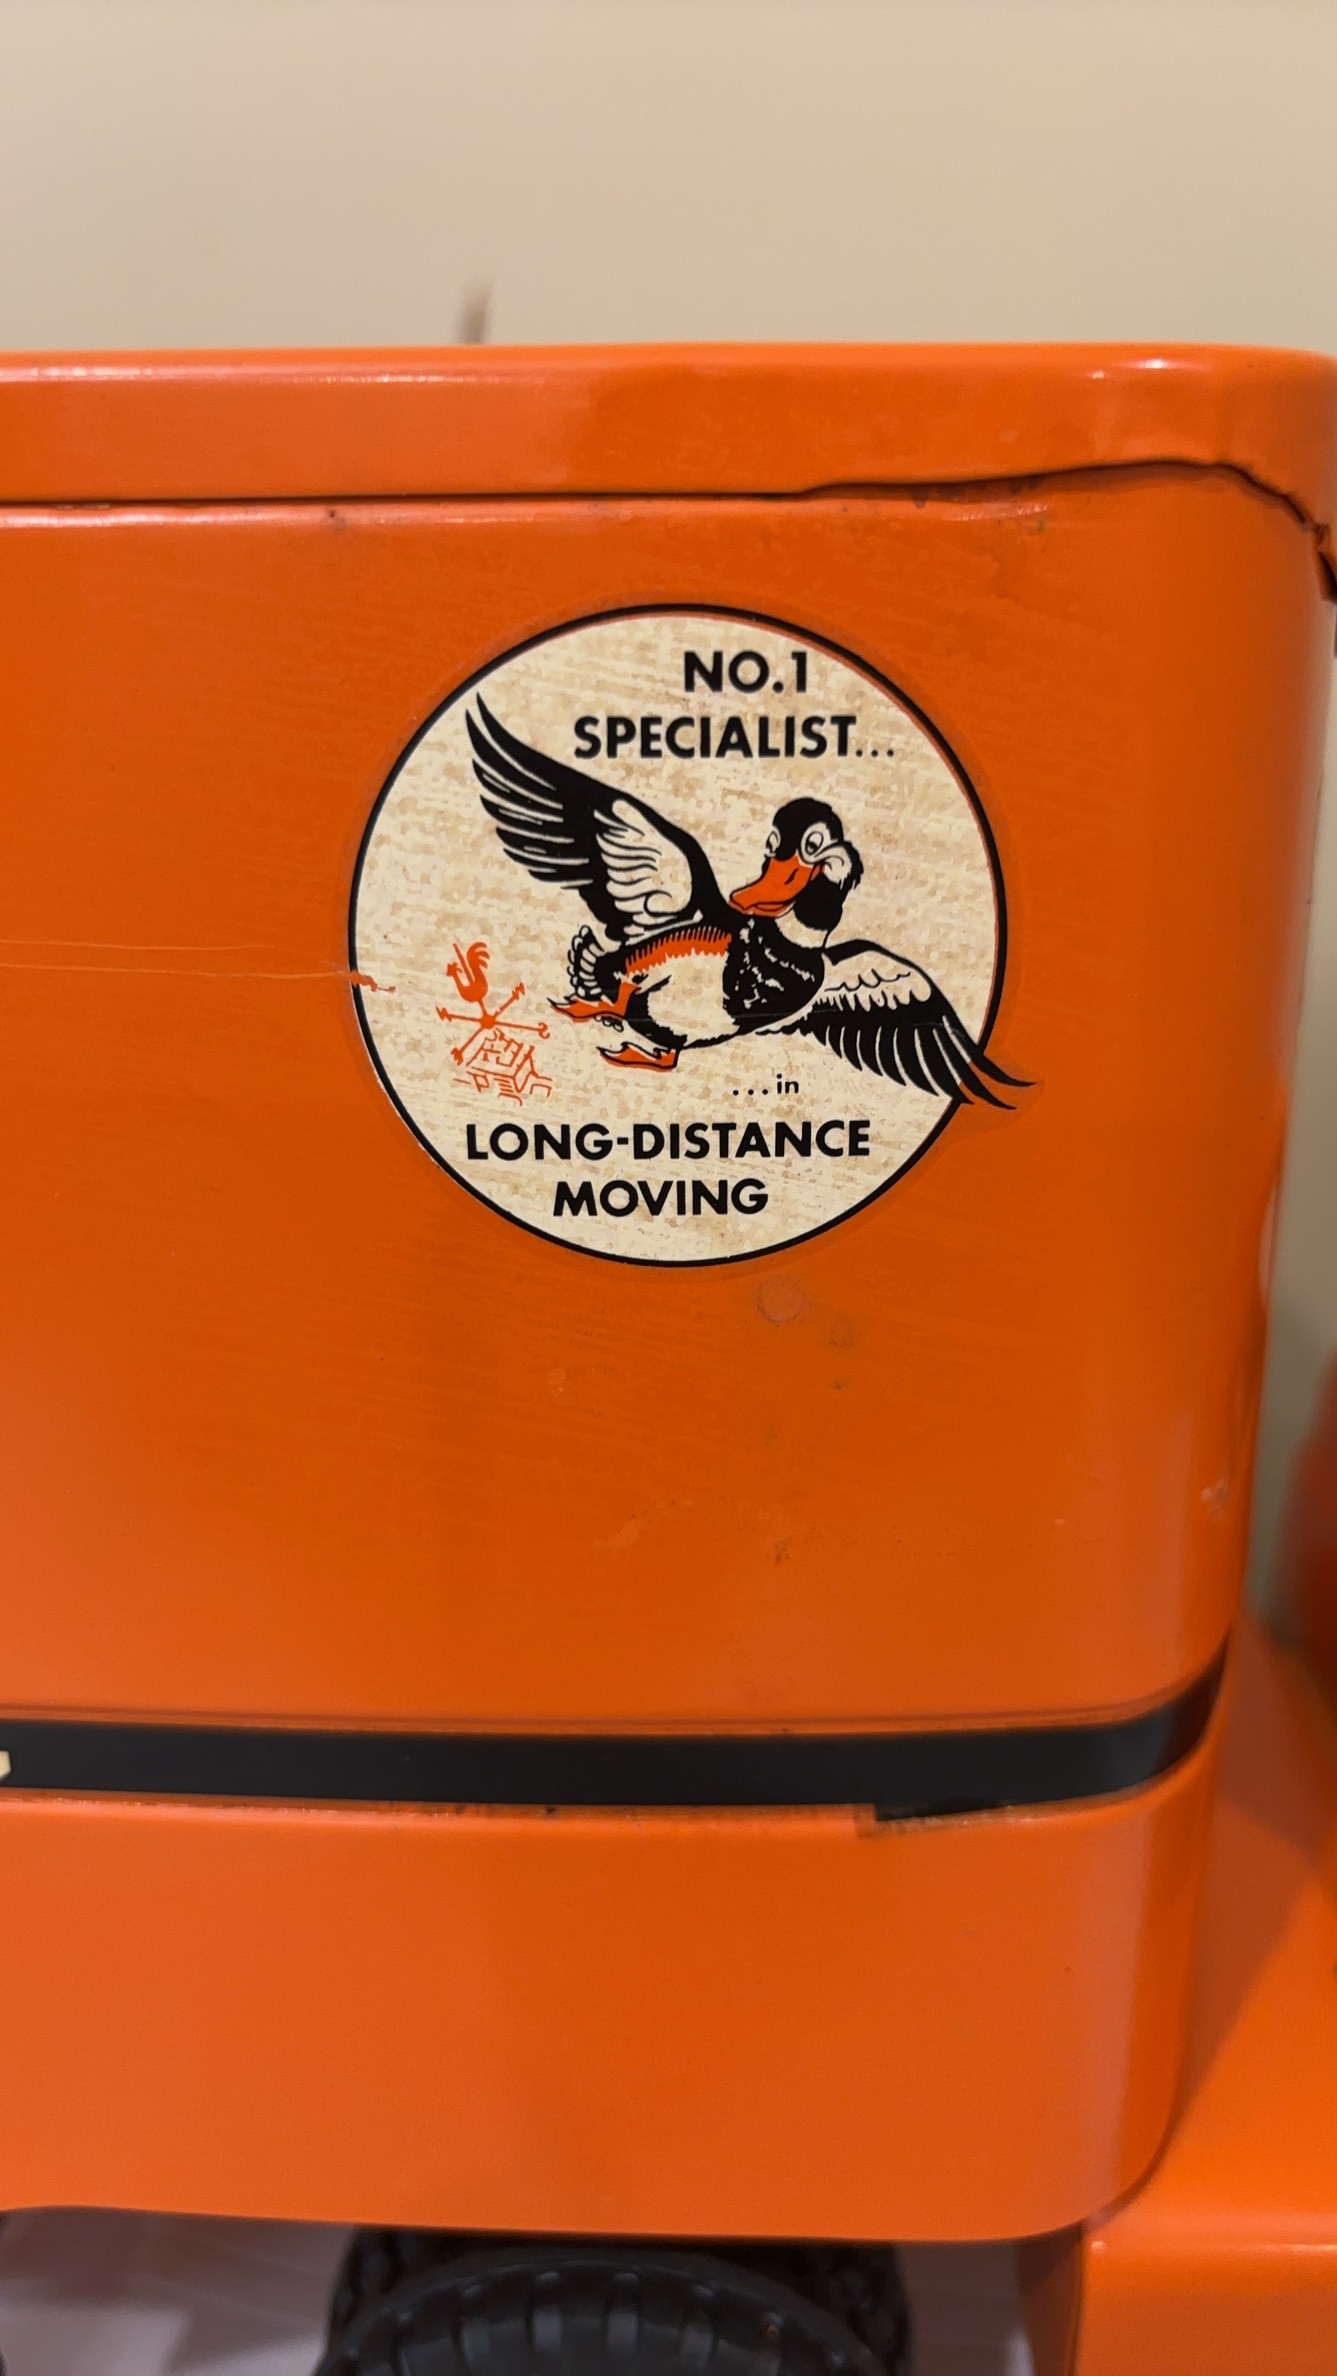 NO.1
SPECIALIST...
...in
LONG-DISTANCE
MOVING